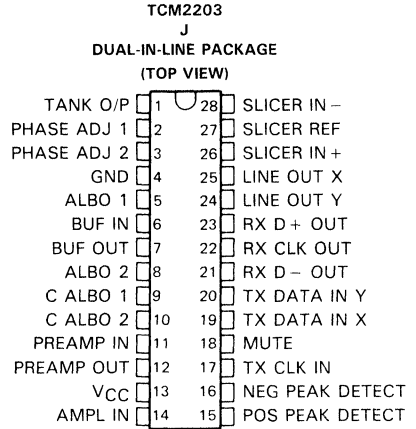 TCM2203
J
DUAL-IN-LINE PACKAGE
(TOP VIEW)
TANK O/P 1 28 SLICER IN−
PHASE ADJ 1 2 27 SLICER REF
PHASE ADJ 2 3 26 SLICER IN+
GND 4 25 LINE OUT X
ALBO 1 5 24 LINE OUT Y
BUF IN 6 23 RX D+ OUT
BUF OUT 7 22 RX CLK OUT
ALBO 2 8 21 RX D− OUT
C ALBO 1 9 20 TX DATA IN Y
C ALBO 2 10 19 TX DATA IN X
PREAMP IN 11 18 MUTE
PREAMP OUT 12 17 TX CLK IN
VCC 13 16 NEG PEAK DETECT
AMPL IN 14 15 POS PEAK DETECT